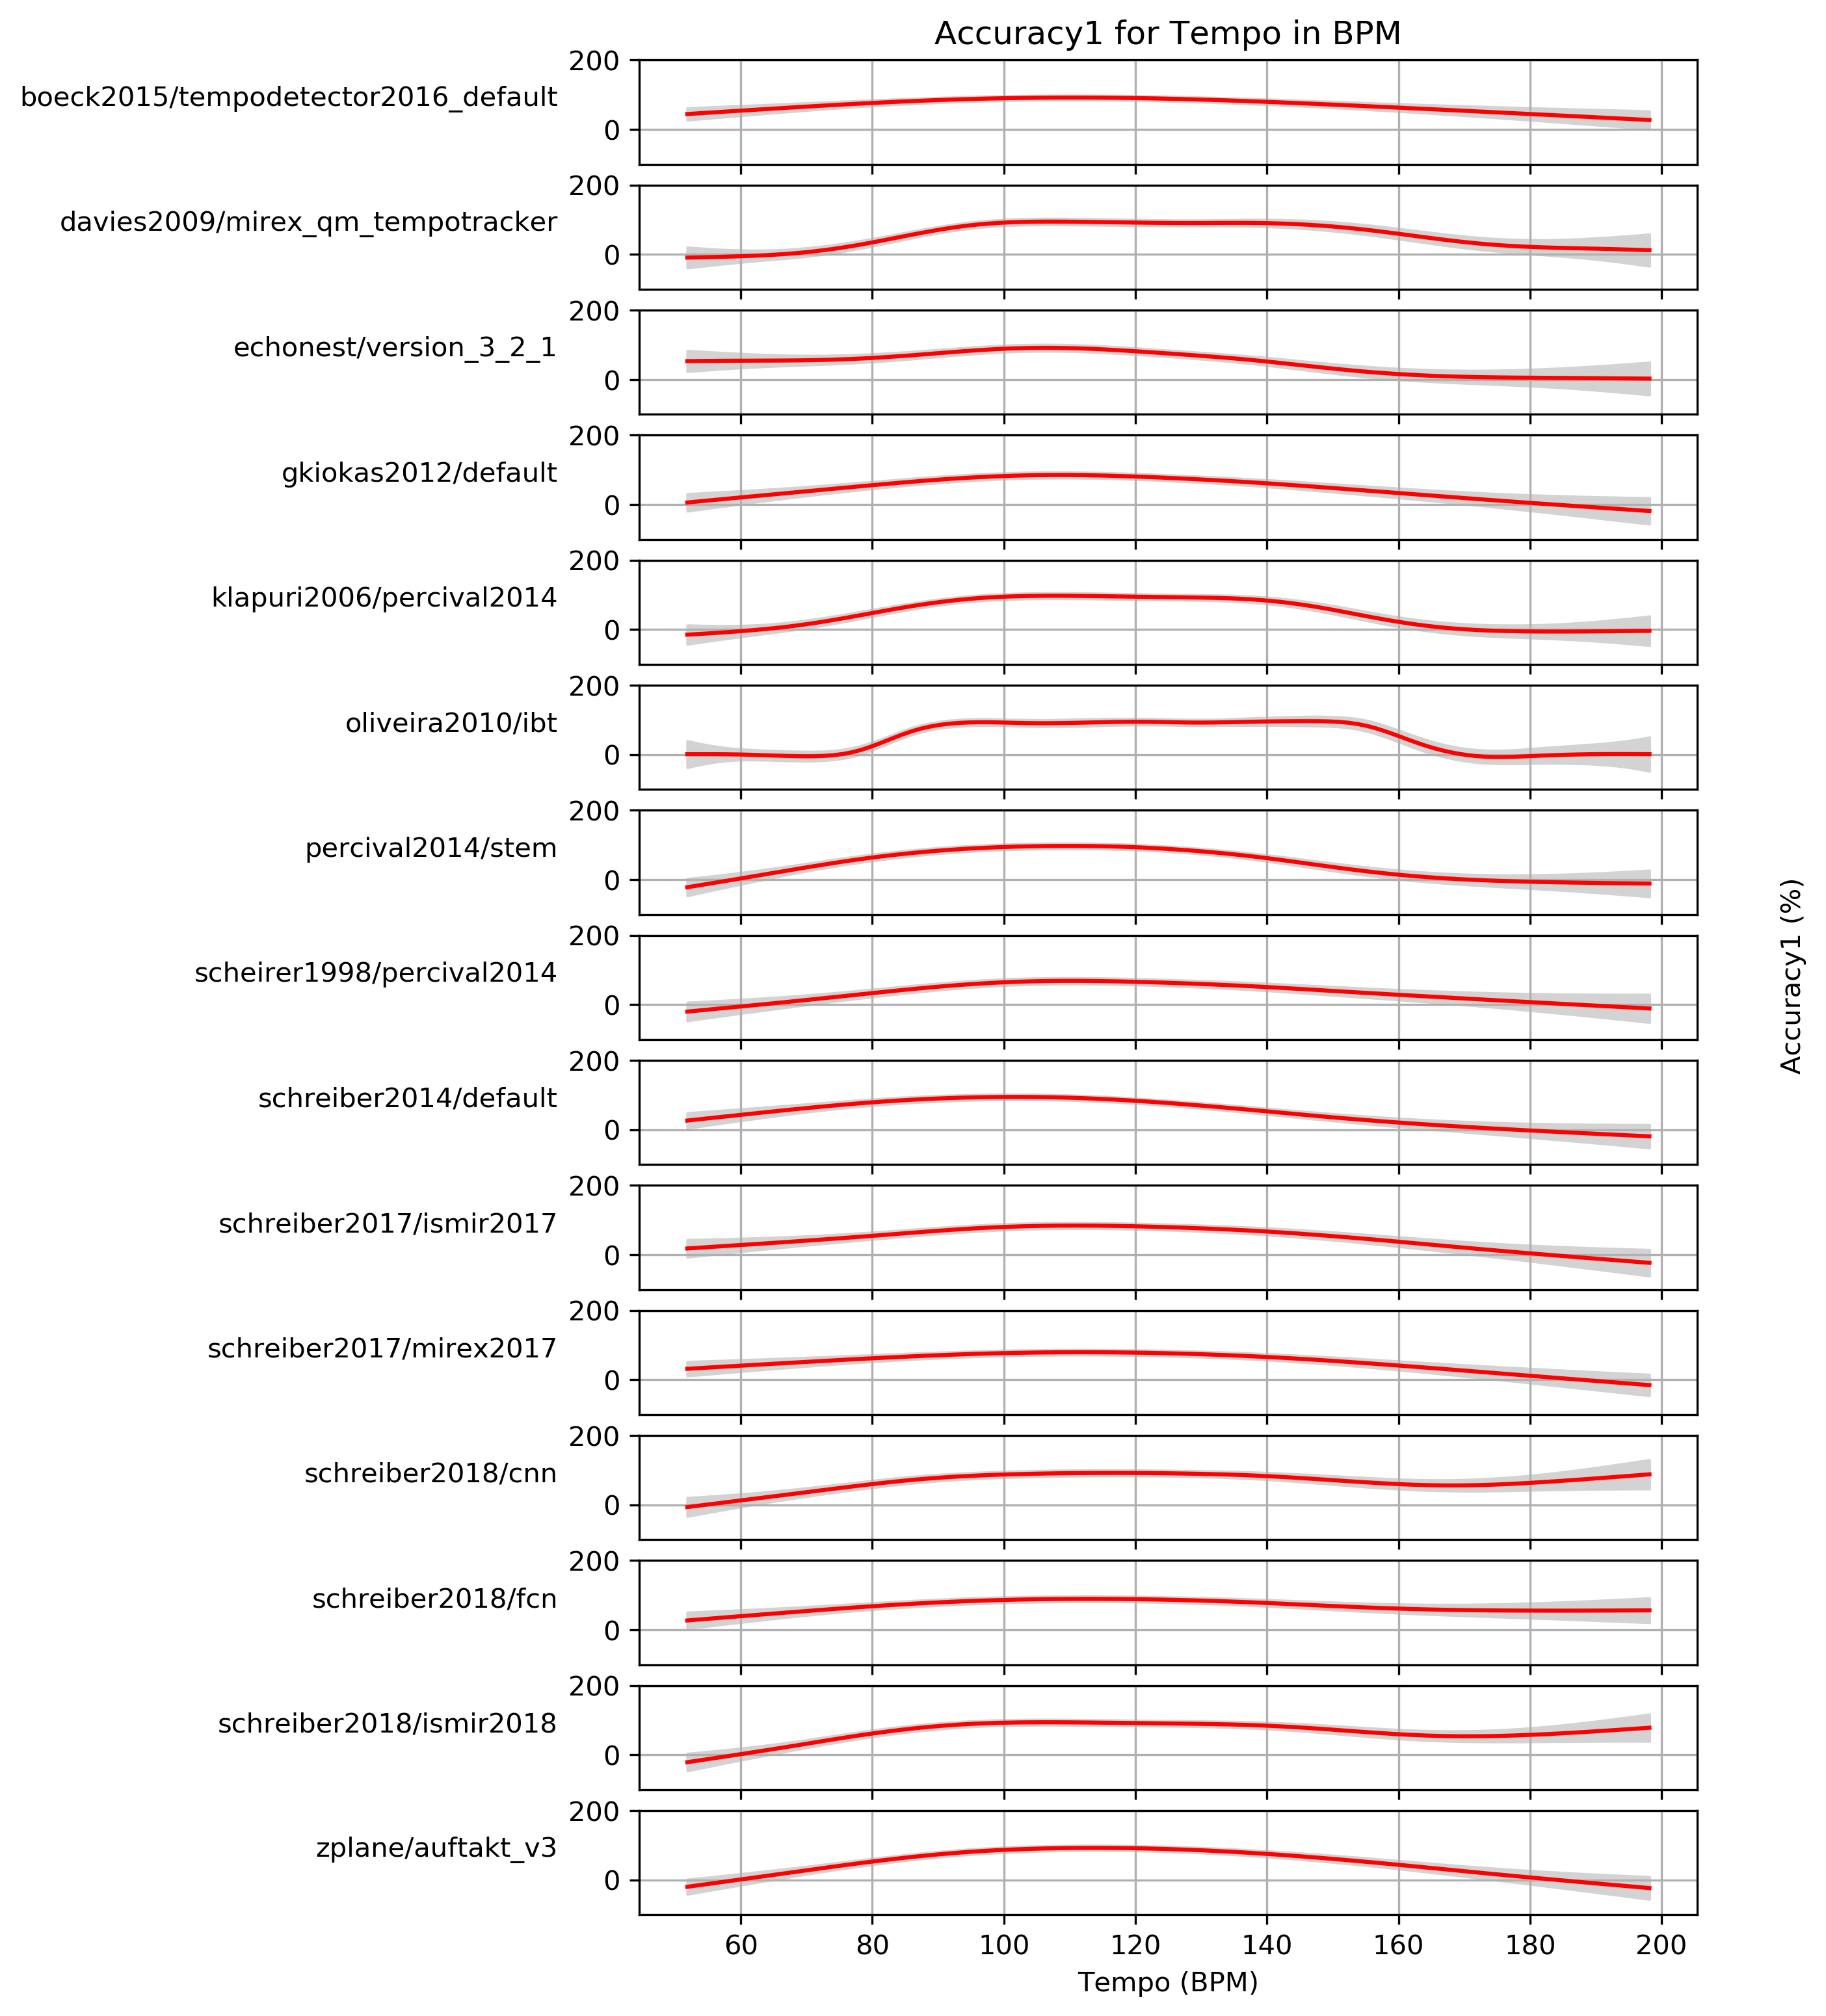 Accuracy1 for Tempo in BPM
200
boeck2015/tempodetector2016_default
0
200
davies2009/mirex_qm_tempotracker
0
200
echonest/version_3_2_1
0
200
gkiokas2012/default
0
200
klapuri2006/percival2014
0
200
oliveira2010/ibt
0
200
percival2014/stem
0
200
scheirer1998/percival2014
0
200
schreiber2014/default
0
200
schreiber2017/ismir2017
0
200
schreiber2017/mirex2017
0
200
schreiber2018/cnn
0
200
schreiber2018/fcn
0
200
schreiber2018/ismir2018
0
200
zplane/auftakt_v3
0
60 80 100 120 140 160 180 200
Tempo (BPM)
Accuracy1 (%)